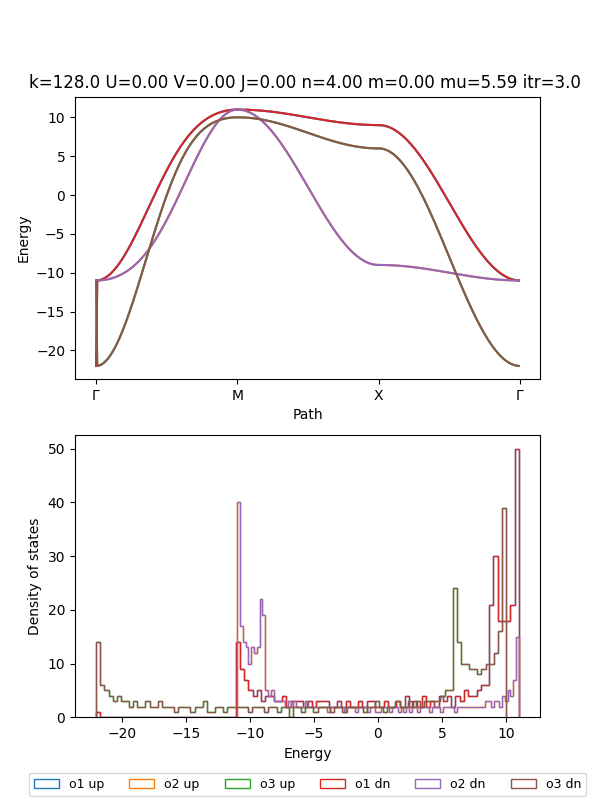 k=128.0 U=0.00 V=0.00 J=0.00 n=4.00 m=0.00 mu=5.59 itr=3.0
10
5
0
−5
−10
−15
−20
Energy
Γ M X Γ
Path
50
40
30
20
10
0
Density of states
−20 −15 −10 −5 0 5 10
Energy
o1 up o2 up o3 up o1 dn o2 dn o3 dn